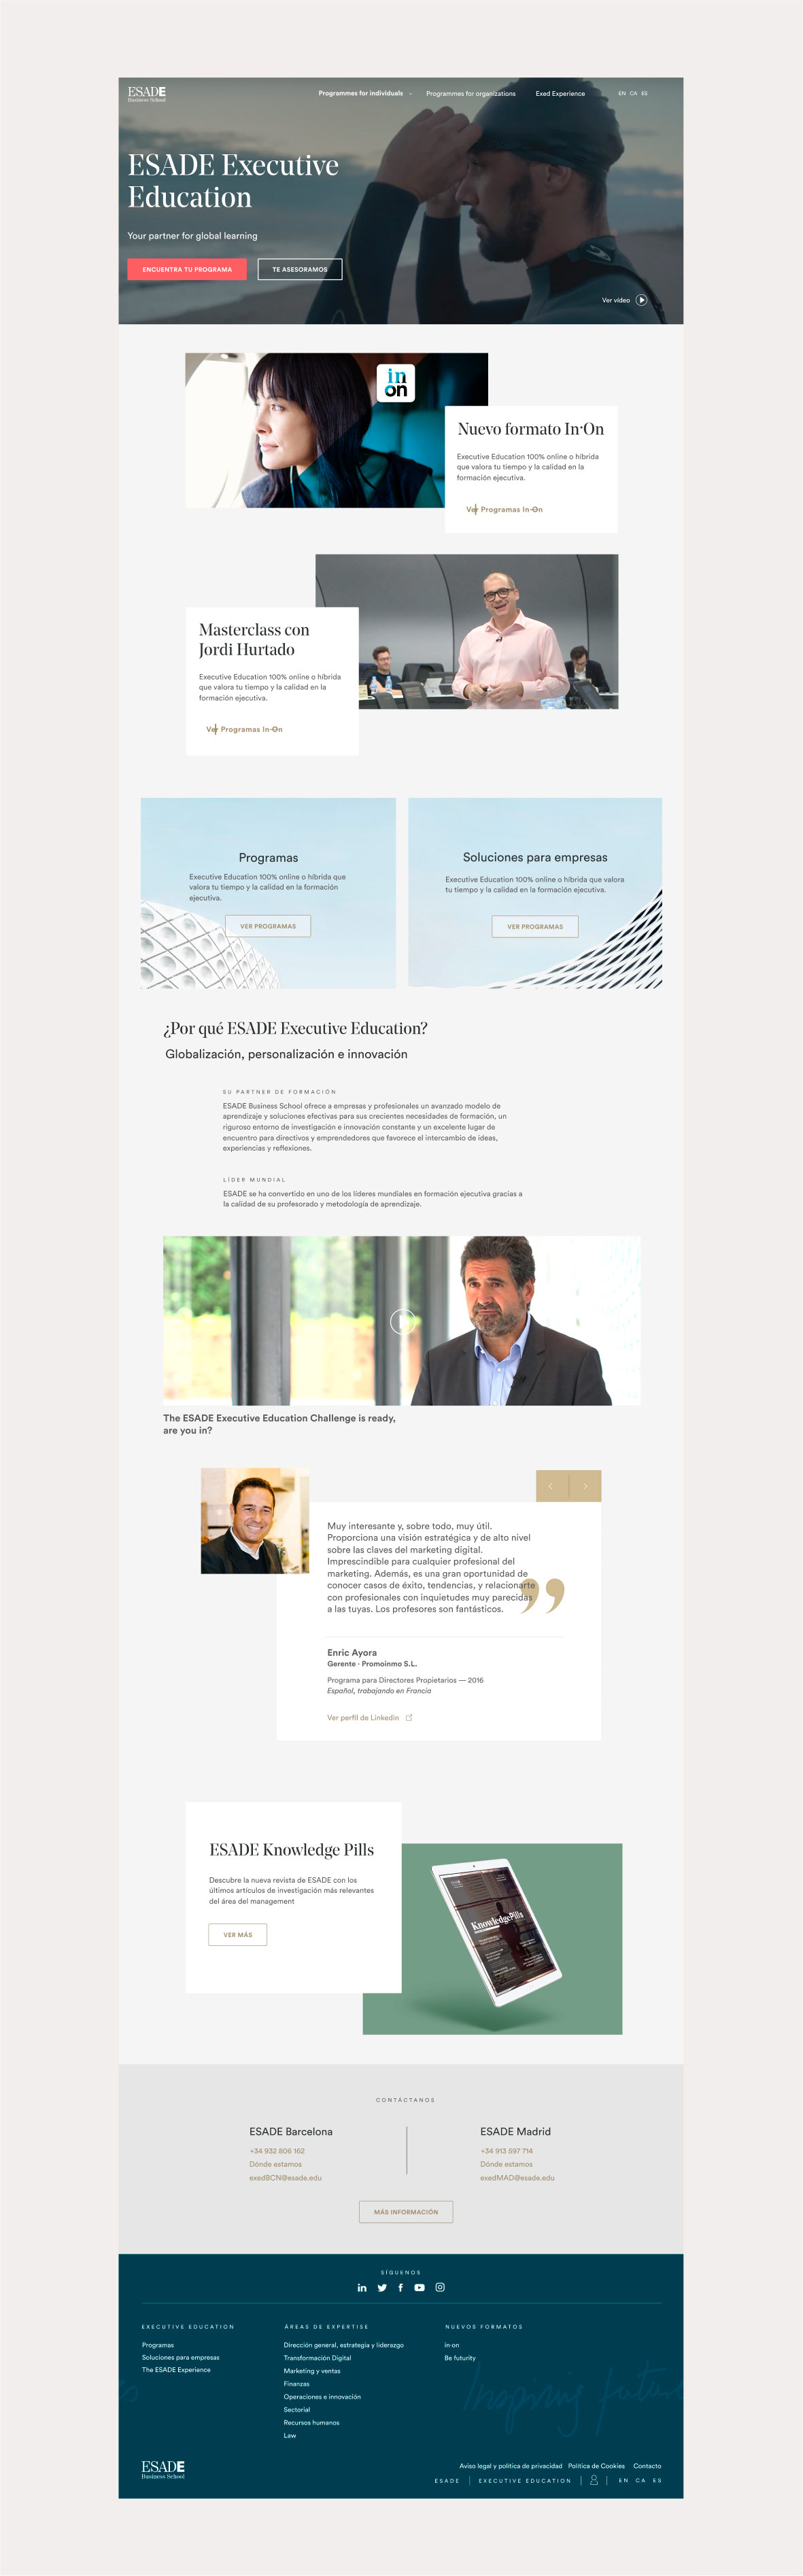 ESADE
Business School
Programmes for individuals
Programmes for organizations
Exed Experience
EN CA ES
ESADE Executive
Education
Your partner for global learning
ENCUENTRA TU PROGRAMA
TE ASESORAMOS
Ver vídeo
in
on
Nuevo formato In·On
Executive Education 100% online o híbrida
que valora tu tiempo y la calidad en la
formación ejecutiva.
Ver Programas In-On
Masterclass con
Jordi Hurtado
Executive Education 100% online o híbrida
que valora tu tiempo y la calidad en la
formación ejecutiva.
Ver Programas In-On
Programas
Executive Education 100% online o híbrida que
valora tu tiempo y la calidad en la formación
ejecutiva.
VER PROGRAMAS
Soluciones para empresas
Executive Education 100% online o híbrida que valora
tu tiempo y la calidad en la formación ejecutiva.
VER PROGRAMAS
¿Por qué ESADE Executive Education?
Globalización, personalización e innovación
SU PARTNER DE FORMACIÓN
ESADE Business School ofrece a empresas y profesionales un avanzado modelo de
aprendizaje y soluciones efectivas para sus crecientes necesidades de formación, un
riguroso entorno de investigación e innovación constante y un excelente lugar de
encuentro para directivos y emprendedores que favorece el intercambio de ideas,
experiencias y reflexiones.
LÍDER MUNDIAL
ESADE se ha convertido en uno de los líderes mundiales en formación ejecutiva gracias a
la calidad de su profesorado y metodología de aprendizaje.
The ESADE Executive Education Challenge is ready,
are you in?
Muy interesante y, sobre todo, muy útil.
Proporciona una visión estratégica y de alto nivel
sobre las claves del marketing digital.
Imprescindible para cualquier profesional del
marketing. Además, es una gran oportunidad de
conocer casos de éxito, tendencias, y relacionarte
con profesionales con inquietudes muy parecidas
a las tuyas. Los profesores son fantásticos.
Enric Ayora
Gerente - Promoinmo S.L.
Programa para Directores Propietarios — 2016
Español, trabajando en Francia
Ver perfil de Linkedin
ESADE Knowledge Pills
Descubre la nueva revista de ESADE con los
últimos artículos de investigación más relevantes
del área del management
VER MÁS
KnowledgePills
CONTÁCTANOS
ESADE Barcelona
+34 932 806 162
Dónde estamos
exedBCN@esade.edu
ESADE Madrid
+34 913 597 714
Dónde estamos
exedMAD@esade.edu
MÁS INFORMACIÓN
SÍGUENOS
EXECUTIVE EDUCATION
Programas
Soluciones para empresas
The ESADE Experience
ÁREAS DE EXPERTISE
Dirección general, estrategia y liderazgo
Transformación Digital
Marketing y ventas
Finanzas
Operaciones e innovación
Sectorial
Recursos humanos
Law
NUEVOS FORMATOS
in·on
Be futurity
Inspiring futur
ESADE
Business School
Aviso legal y política de privacidad Política de Cookies Contacto
ESADE | EXECUTIVE EDUCATION | | EN CA ES